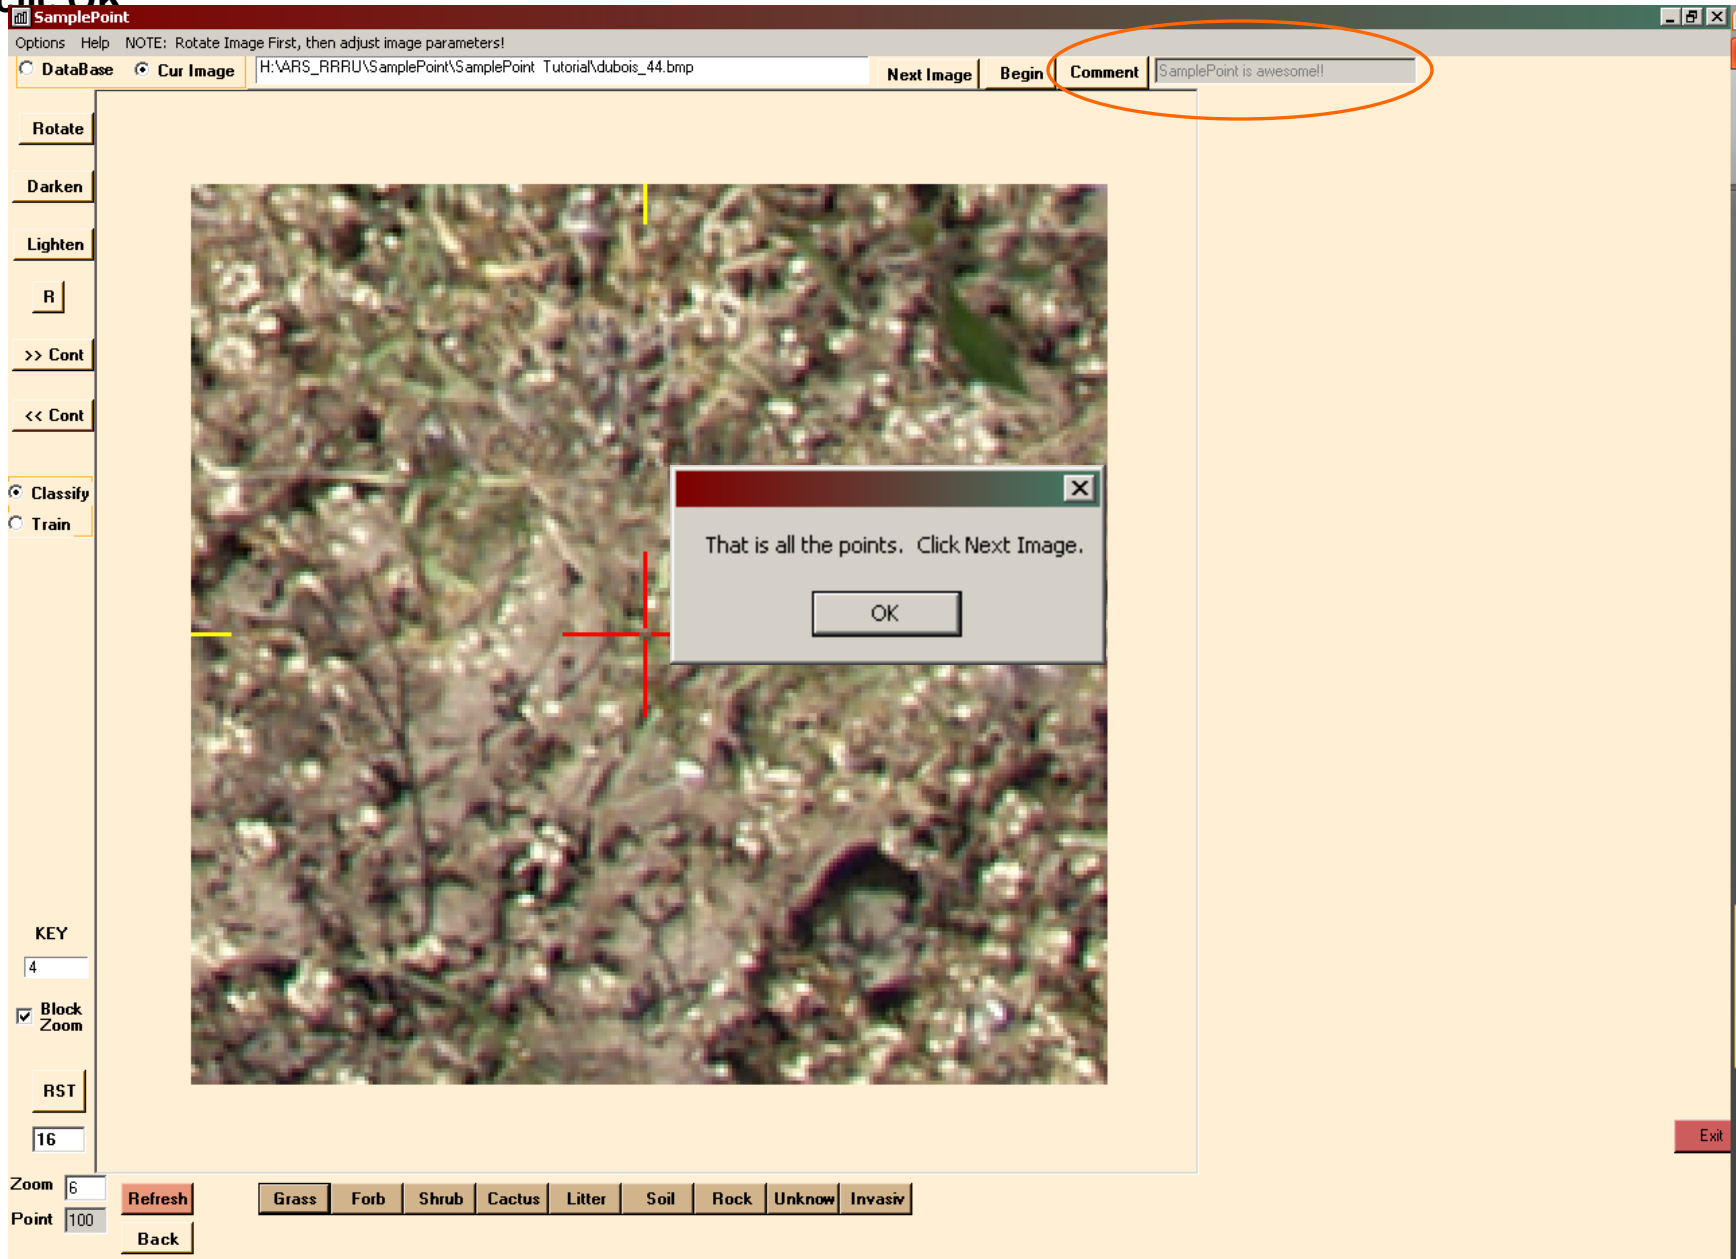 SamplePoint
Options Help NOTE: Rotate Image First, then adjust image parameters!
DataBase Cur Image H:\ARS_RRRU\SamplePoint\SamplePoint Tutorial\dubois_44.bmp Next Image Begin Comment SamplePoint is awesome!!
Rotate
Darken
Lighten
R
>> Cont
<< Cont
Classify
Train
That is all the points. Click Next Image.
OK
KEY
4
Block
Zoom
RST
16
Exit
Zoom 6
Refresh Grass Forb Shrub Cactus Litter Soil Rock Unknow Invasiv
Point 100
Back